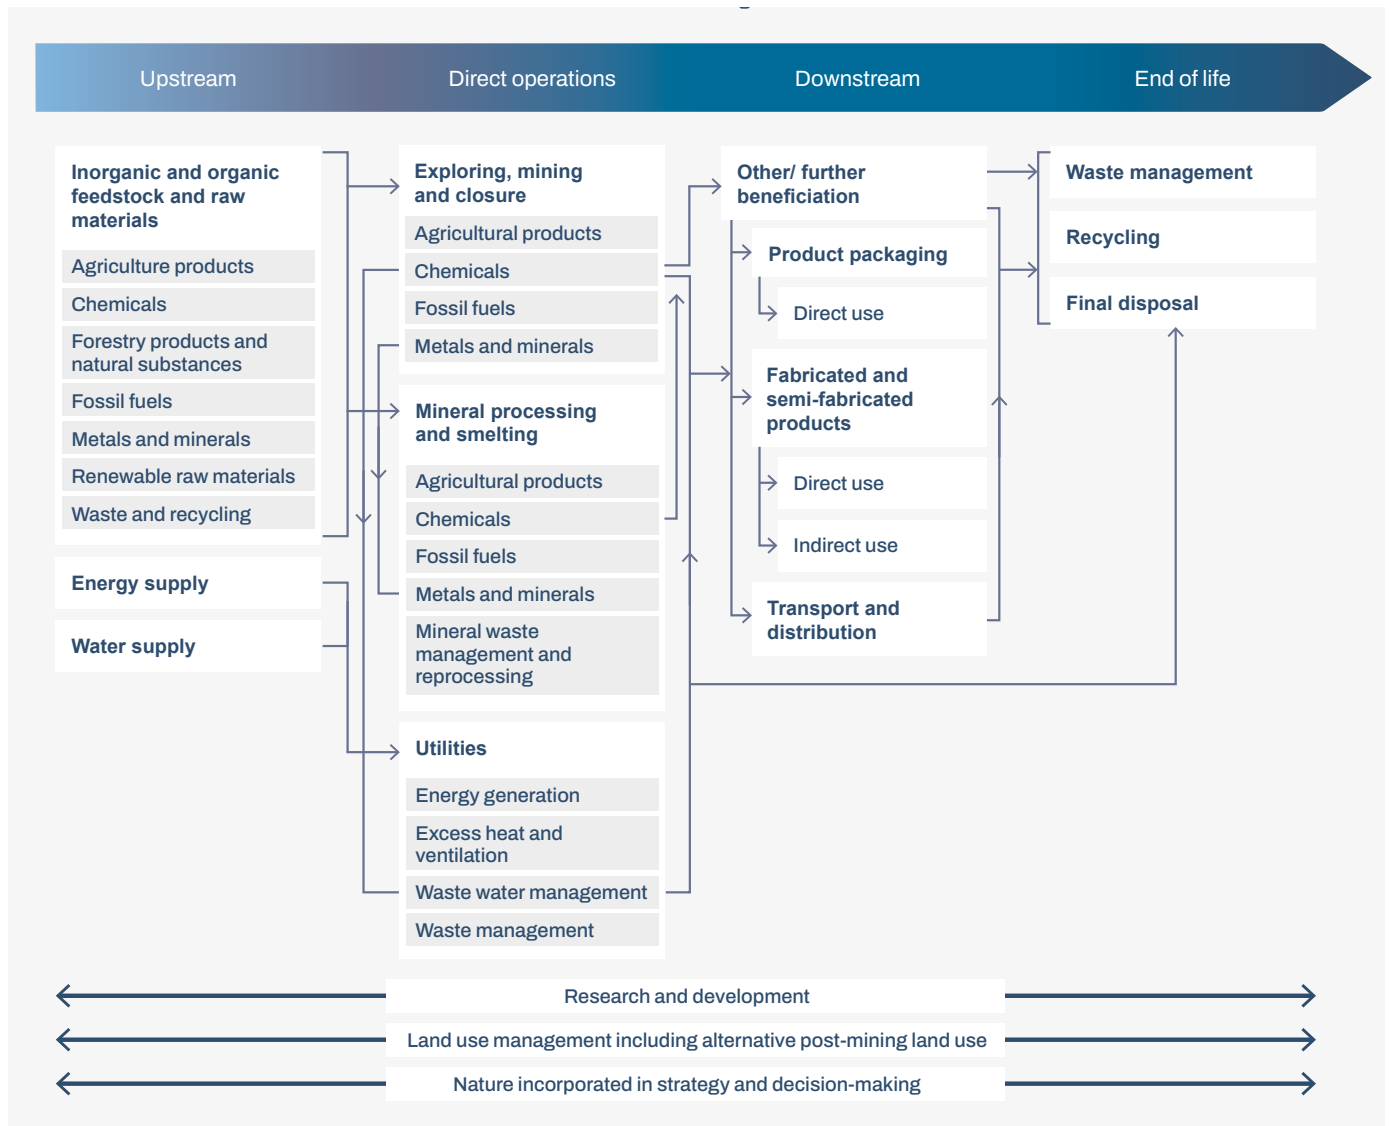 Upstream
Direct operations
Downstream
End of life
Inorganic and organic
feedstock and raw
materials
Agriculture products
Chemicals
Forestry products and
natural substances
Fossil fuels
Metals and minerals
Renewable raw materials
Waste and recycling
Energy supply
Water supply
Exploring, mining
and closure
Agricultural products
Chemicals
Fossil fuels
Metals and minerals
Mineral processing
and smelting
Agricultural products
Chemicals
Fossil fuels
Metals and minerals
Mineral waste
management and
reprocessing
Utilities
Energy generation
Excess heat and
ventilation
Waste water management
Waste management
Other/ further
beneficiation
Product packaging
Direct use
Fabricated and
semi-fabricated
products
Direct use
Indirect use
Transport and
distribution
Waste management
Recycling
Final disposal
Research and development
Land use management including alternative post-mining land use
Nature incorporated in strategy and decision-making